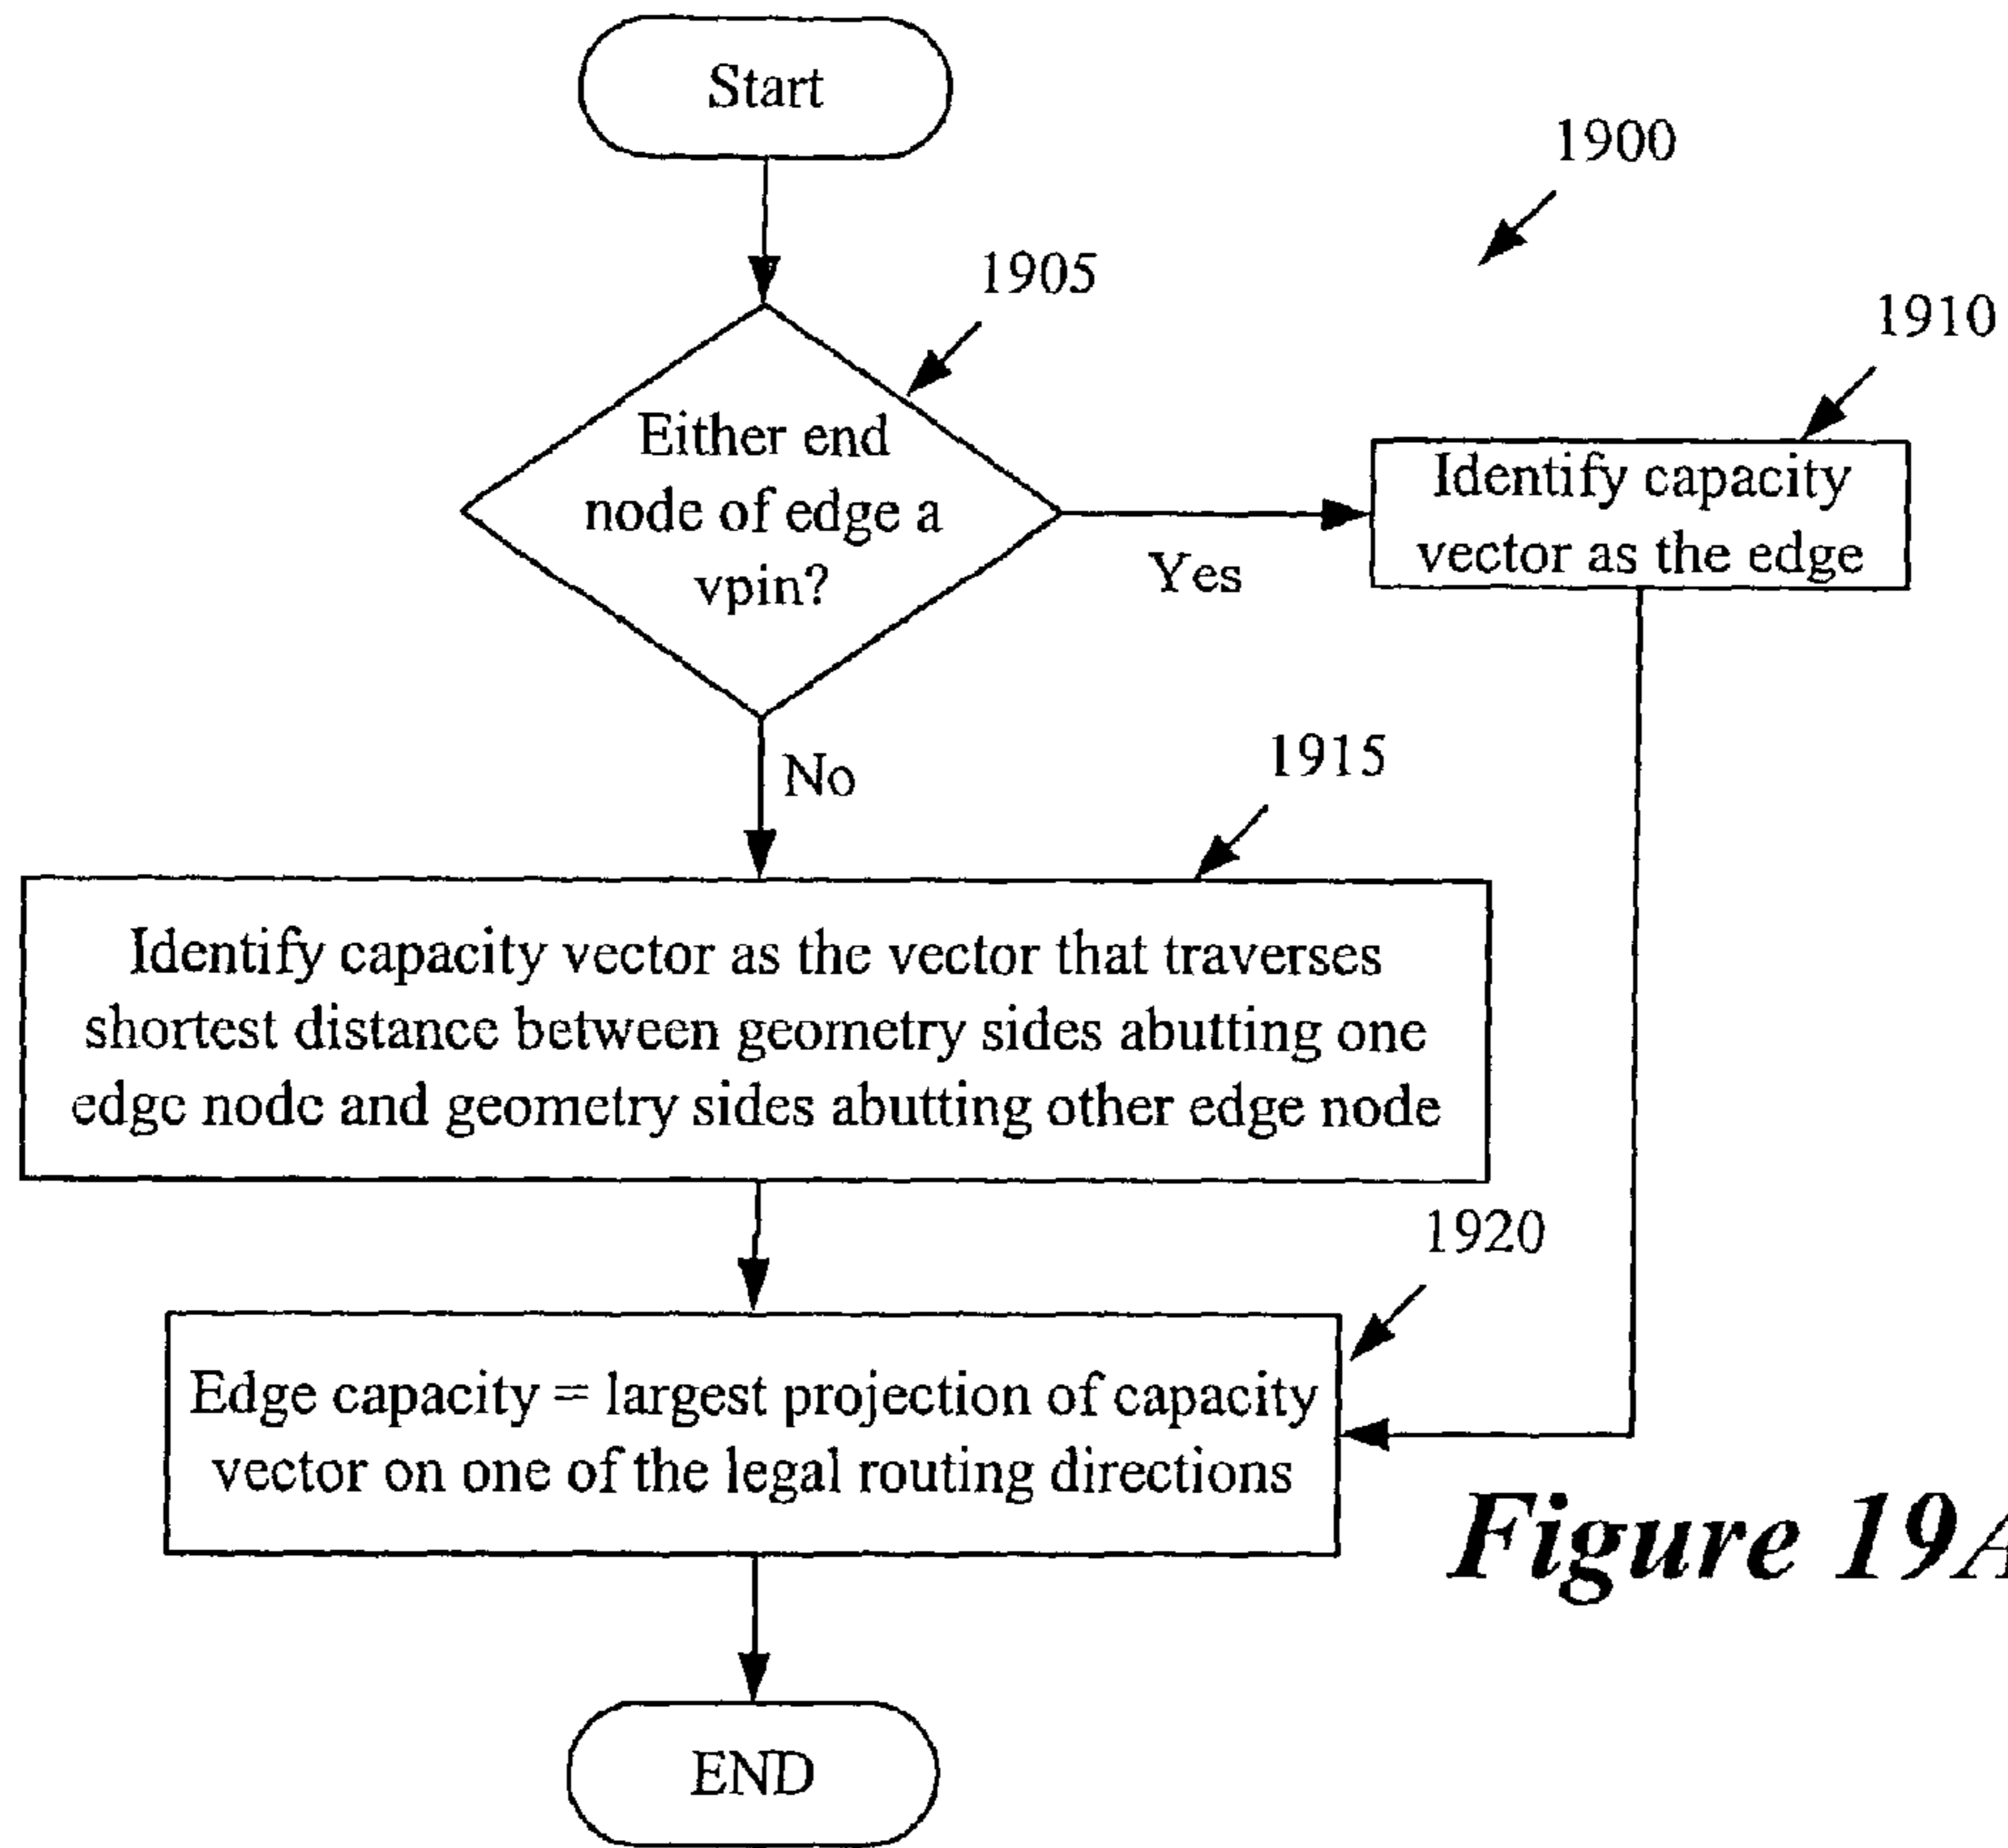 Start
1900
1905
1910
Either end
node of edge a
vpin?
Identify capacity
vector as the edge
Yes
No
1915
Identify capacity vector as the vector that traverses
shortest distance between geometry sides abutting one
edge node and geometry sides abutting other edge node
1920
Edge capacity = largest projection of capacity
vector on one of the legal routing directions
Figure 19A
END